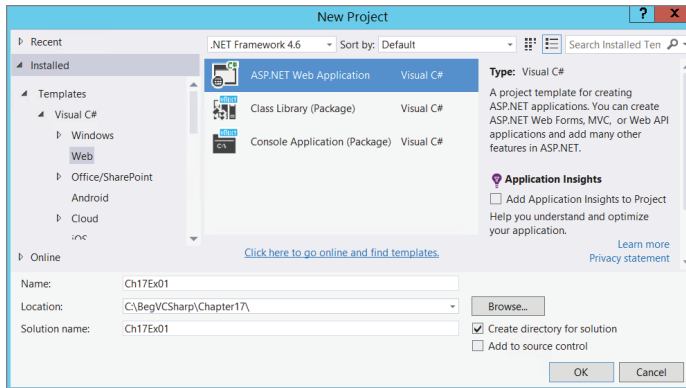 New Project
? X
Recent
.NET Framework 4.6 Sort by: Default Search Installed Ten
Installed
Templates
Visual C#
Windows
Web
Office/SharePoint
Android
Cloud
iOS
Online
ASP.NET Web Application Visual C#
Class Library (Package) Visual C#
Console Application (Package) Visual C#
Click here to go online and find templates.
Type: Visual C#
A project template for creating
ASP.NET applications. You can create
ASP.NET Web Forms, MVC, or Web API
applications and add many other
features in ASP.NET.
Application Insights
Add Application Insights to Project
Help you understand and optimize
your application.
Learn more
Privacy statement
Name: Ch17Ex01
Location: C:\BegVCSharp\Chapter17\ Browse...
Solution name: Ch17Ex01
Create directory for solution
Add to source control
OK Cancel